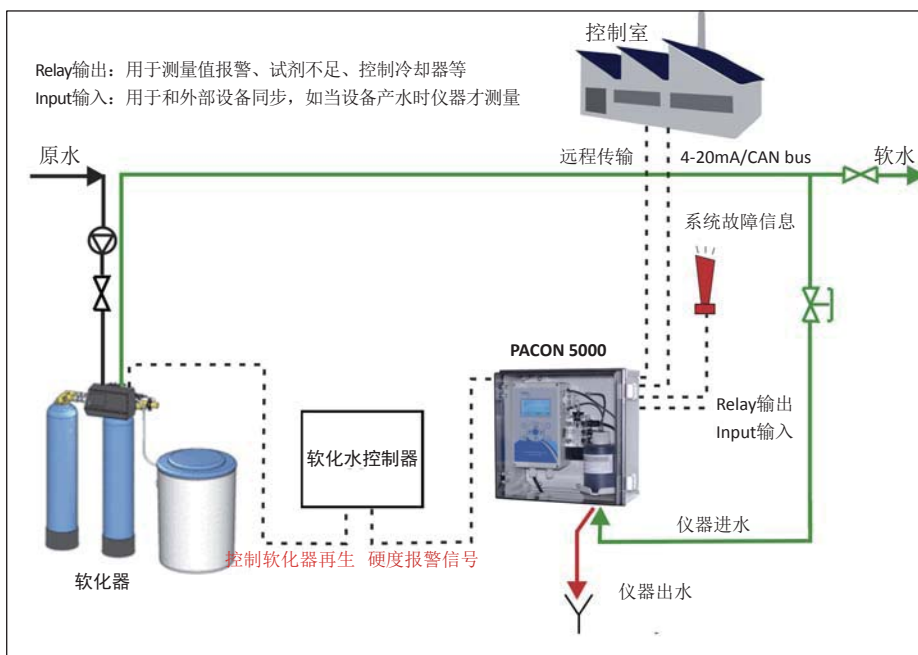 控制室
Relay输出：用于测量值报警、试剂不足、控制冷却器等
Input输入：用于和外部设备同步，如当设备产水时仪器才测量
原水
远程传输
4-20mA/CAN bus
软水
系统故障信息
PACON 5000
Relay输出
Input输入
软化水控制器
仪器进水
控制软化器再生
硬度报警信号
软化器
仪器出水